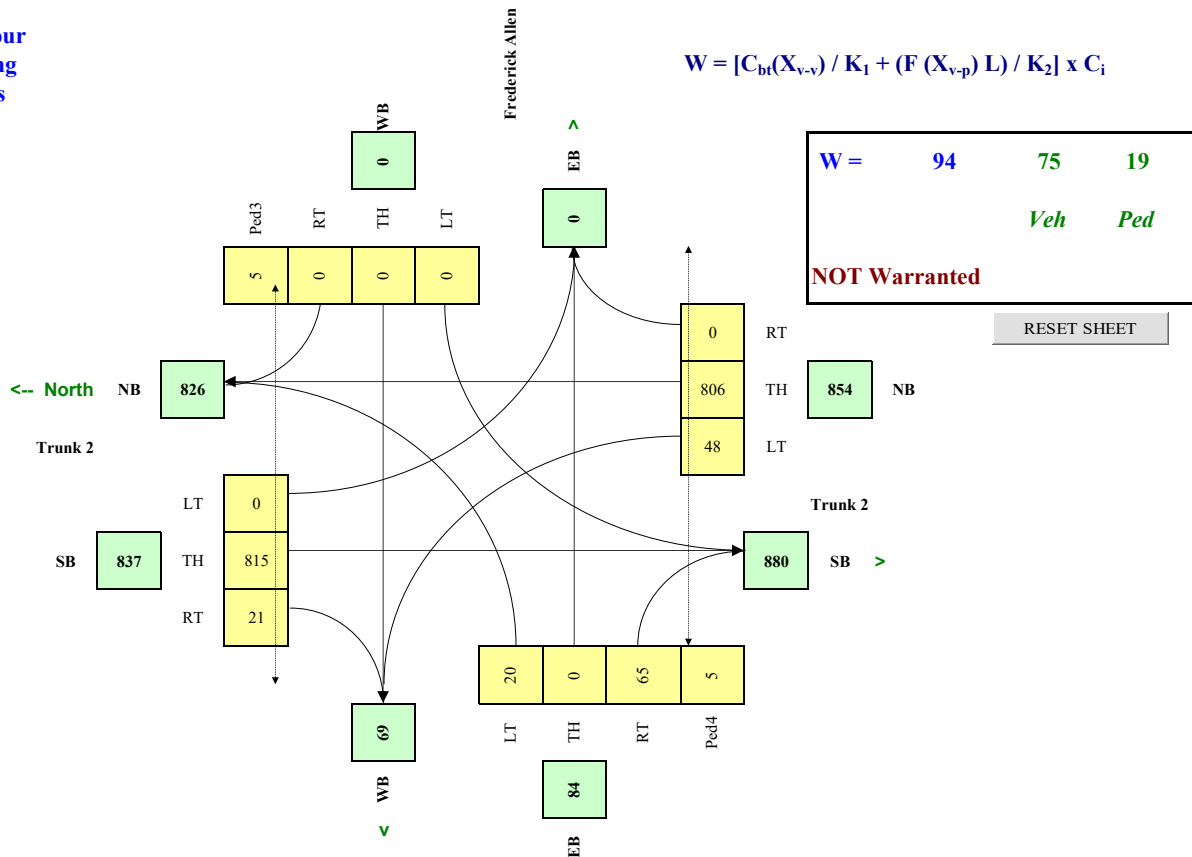 our
ng
s
Frederick Allen
W = [Cbt(Xv-v) / K1 + (F (Xv-p) L) / K2] x Ci
WB
^
EB
0
0
W = 94 75 19
Veh Ped
NOT Warranted
RESET SHEET
Ped3 RT TH LT
5 0 0 0
0 RT
<-- North NB 826
806 TH 854 NB
Trunk 2
48 LT
LT 0
Trunk 2
SB 837 TH 815
880 SB >
RT 21
20 0 65 5
LT TH RT Ped4
69
WB
v
84
EB